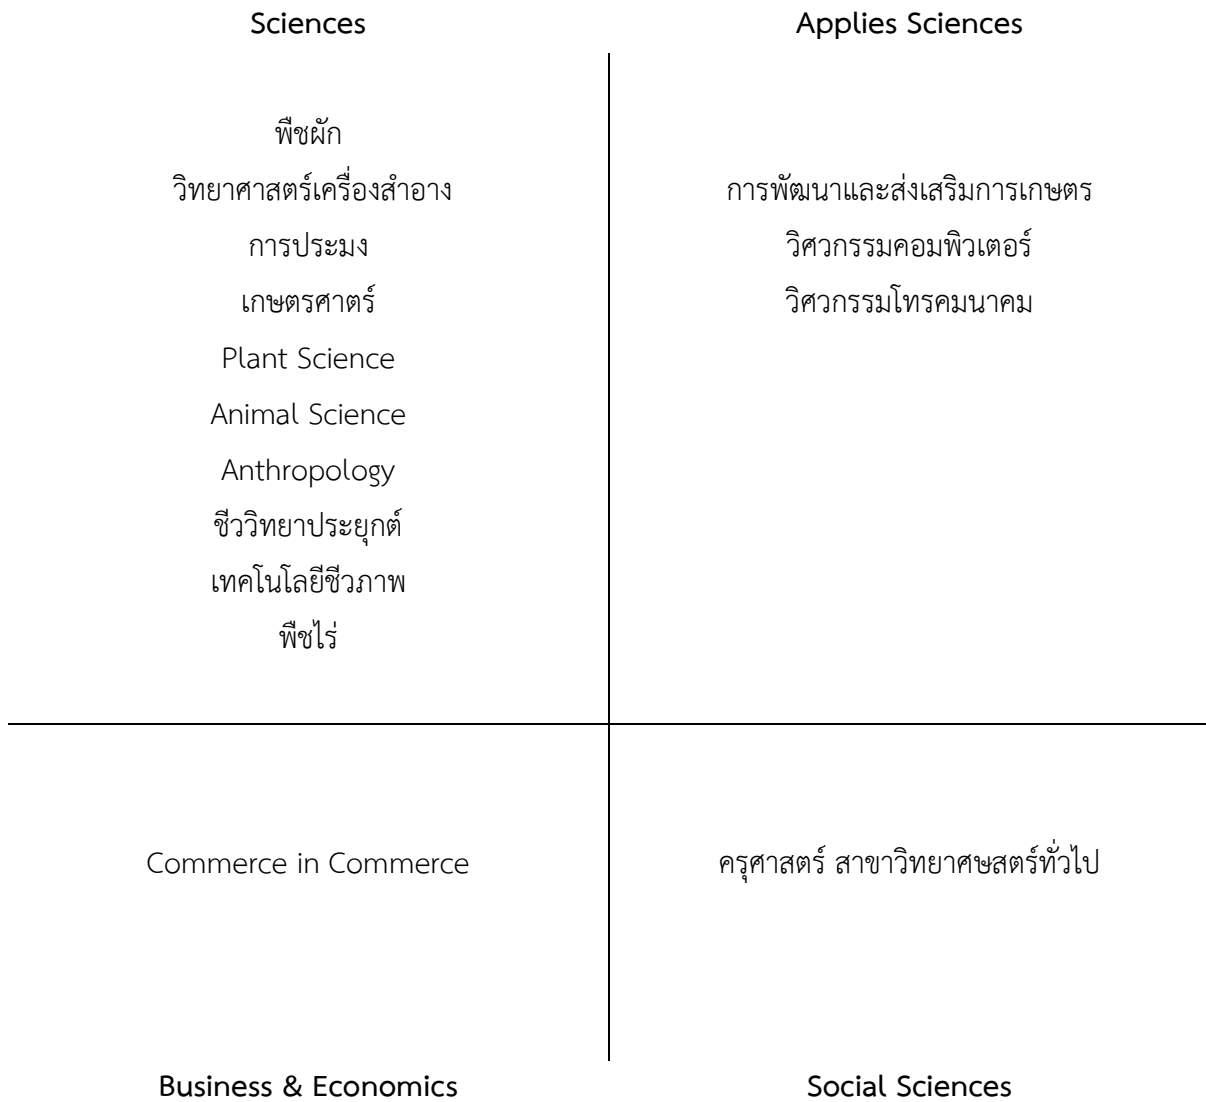 Sciences
Applies Sciences
พืชผัก
วิทยาศาสตร์เครื่องสำอาง
การประมง
เกษตรศาตร์
Plant Science
Animal Science
Anthropology
ชีววิทยาประยุกต์
เทคโนโลยีชีวภาพ
พืชไร่
การพัฒนาและส่งเสริมการเกษตร
วิศวกรรมคอมพิวเตอร์
วิศวกรรมโทรคมนาคม
Commerce in Commerce
ครุศาสตร์ สาขาวิทยาศษสตร์ทั่วไป
Business & Economics
Social Sciences